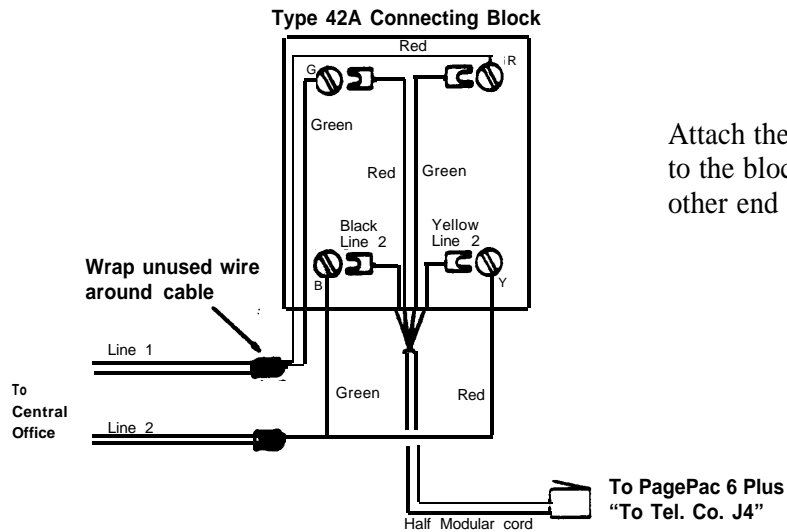 Type 42A Connecting Block
Red
G
R
Green
Red
Green
Black
Line 2
Yellow
Line 2
B
Y
Wrap unused wire
around cable
Line 1
To
Central
Office
Line 2
Green
Red
Half Modular cord
To PagePac 6 Plus
“To Tel. Co. J4”
Attach the
to the
other end